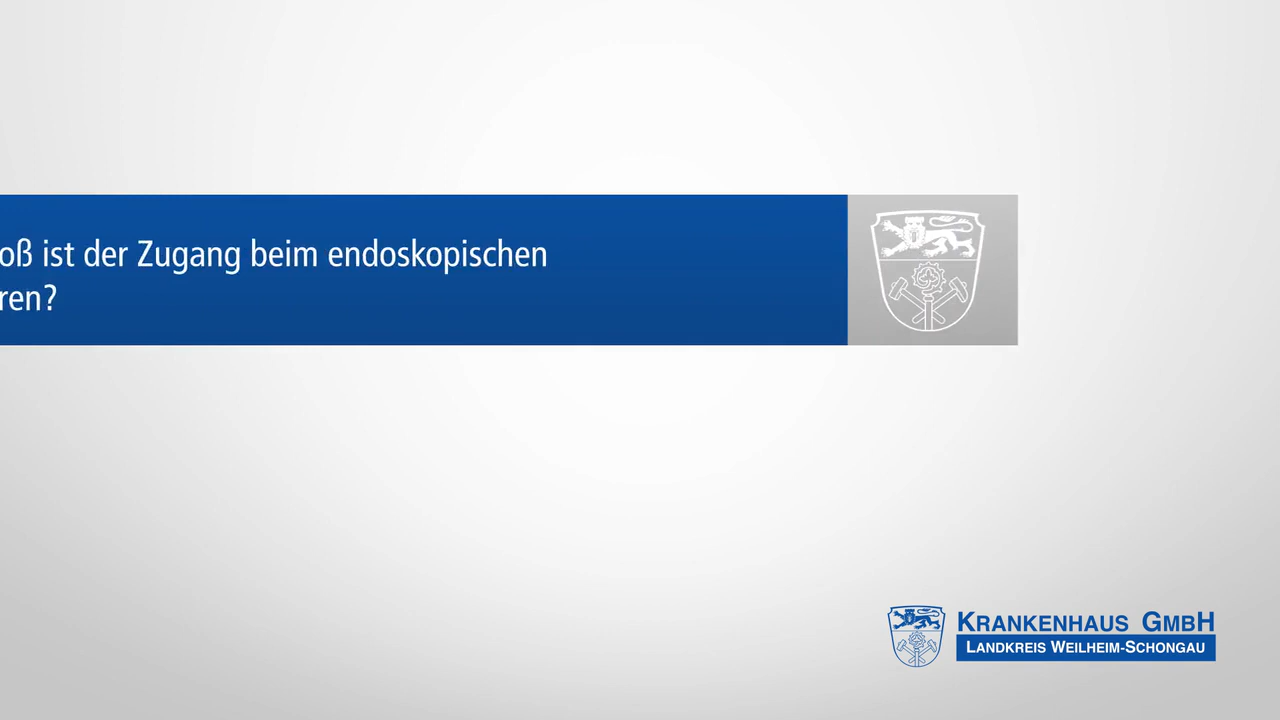 oß ist der Zugang beim endoskopischen
ren?
KRANKENHAUS GMBH
LANDKREIS WEILHEIM-SCHONGAU